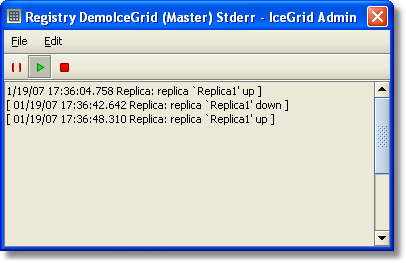 Registry DemoIceGrid (Master) Stderr - IceGrid Admin
File Edit
1/19/07 17:36:04.758 Replica: replica `Replica1' up ]
[ 01/19/07 17:36:42.642 Replica: replica `Replica1' down ]
[ 01/19/07 17:36:48.310 Replica: replica `Replica1' up ]